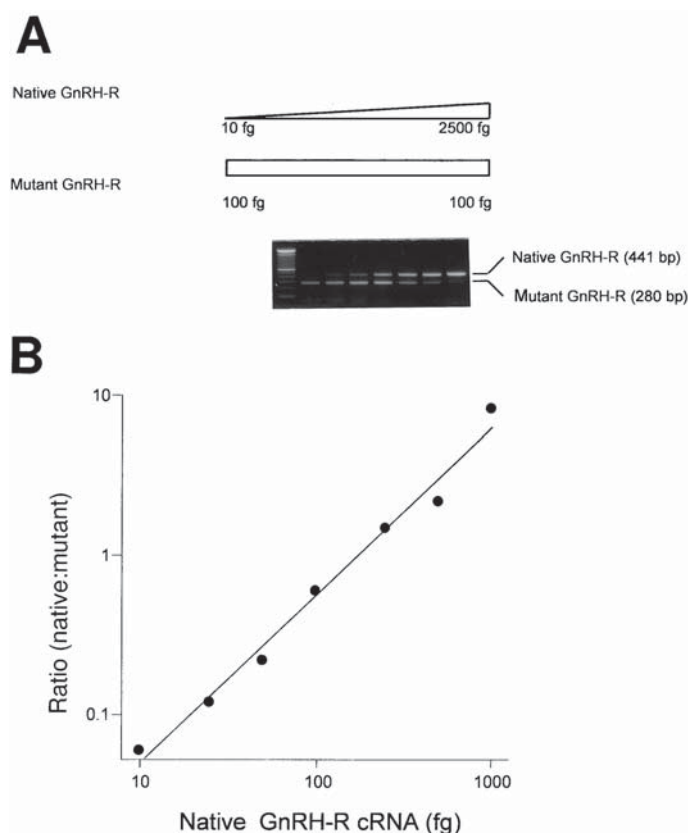 A
Native GnRH-R
10 fg
2500 fg
Mutant GnRH-R
100 fg
100 fg
Native GnRH-R (441 bp)
Mutant GnRH-R (280 bp)
B
10
1
0.1
Ratio (native:mutant)
10
100
1000
Native GnRH-R cRNA (fg)